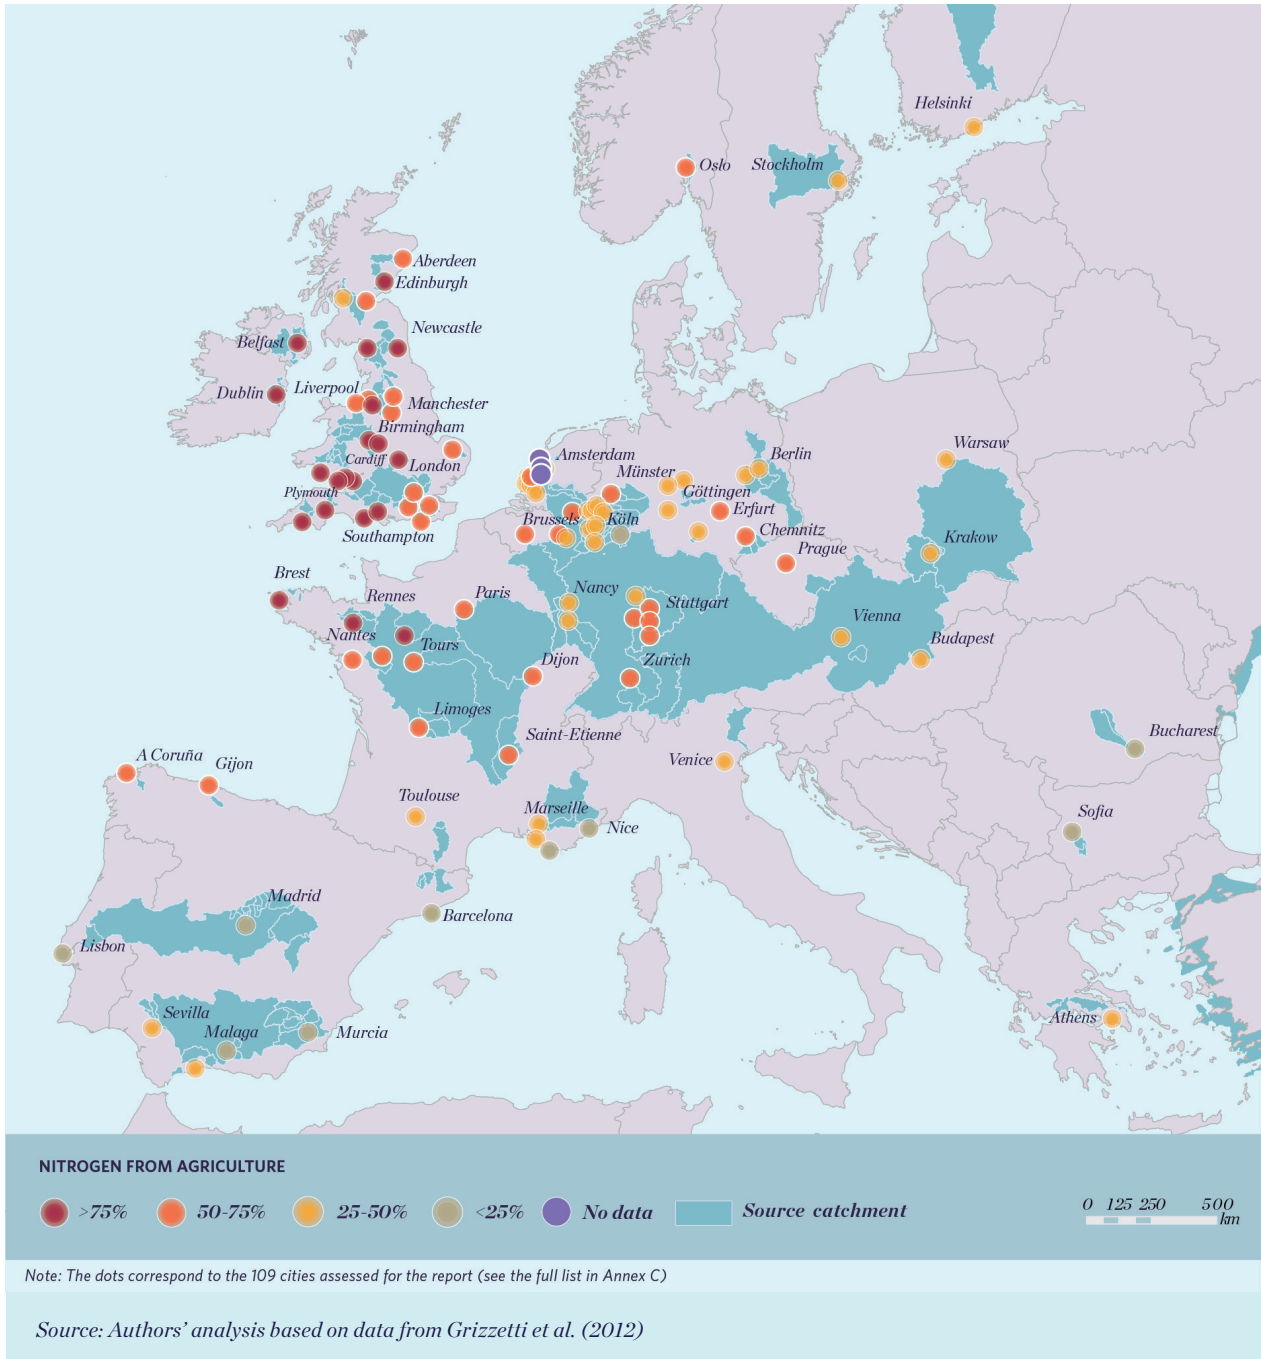 Helsinki
Oslo
Stockholm
Aberdeen
Edinburgh
Newcastle
Belfast
Dublin
Liverpool
Manchester
Birmingham
Cardiff
London
Plymouth
Southampton
Amsterdam
Münster
Berlin
Warsaw
Göttingen
Erfurt
Brussels
Köln
Chemnitz
Krakow
Prague
Brest
Rennes
Paris
Nancy
Stuttgart
Vienna
Nantes
Tours
Budapest
Dijon
Zurich
Limoges
Saint-Etienne
Bucharest
A Coruña
Gijon
Venice
Toulouse
Marseille
Nice
Sofia
Madrid
Barcelona
Lisbon
Sevilla
Malaga
Murcia
Athens
NITROGEN FROM AGRICULTURE
>75%
50-75%
25-50%
<25%
No data
Source catchment
0 125 250 500
km
Note: The dots correspond to the 109 cities assessed for the report (see the full list in Annex C)
Source: Authors' analysis based on data from Grizzetti et al. (2012)